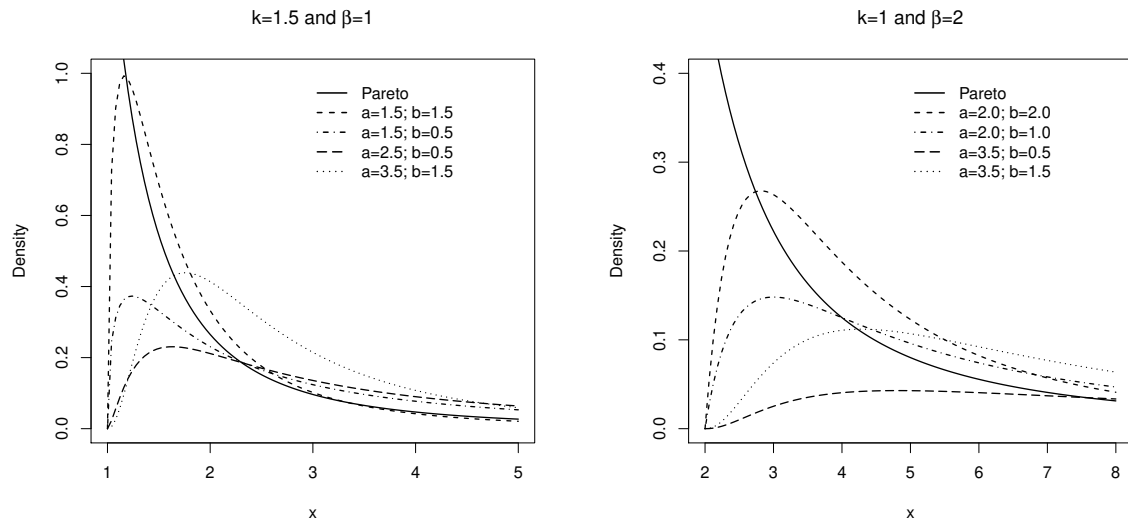 k=1.5 and β=1
1.0
0.8
0.6
0.4
0.2
0.0
Density
Pareto
a=1.5; b=1.5
a=1.5; b=0.5
a=2.5; b=0.5
a=3.5; b=1.5
1 2 3 4 5
x
k=1 and β=2
0.4
0.3
0.2
0.1
0.0
Density
Pareto
a=2.0; b=2.0
a=2.0; b=1.0
a=3.5; b=0.5
a=3.5; b=1.5
2 3 4 5 6 7 8
x